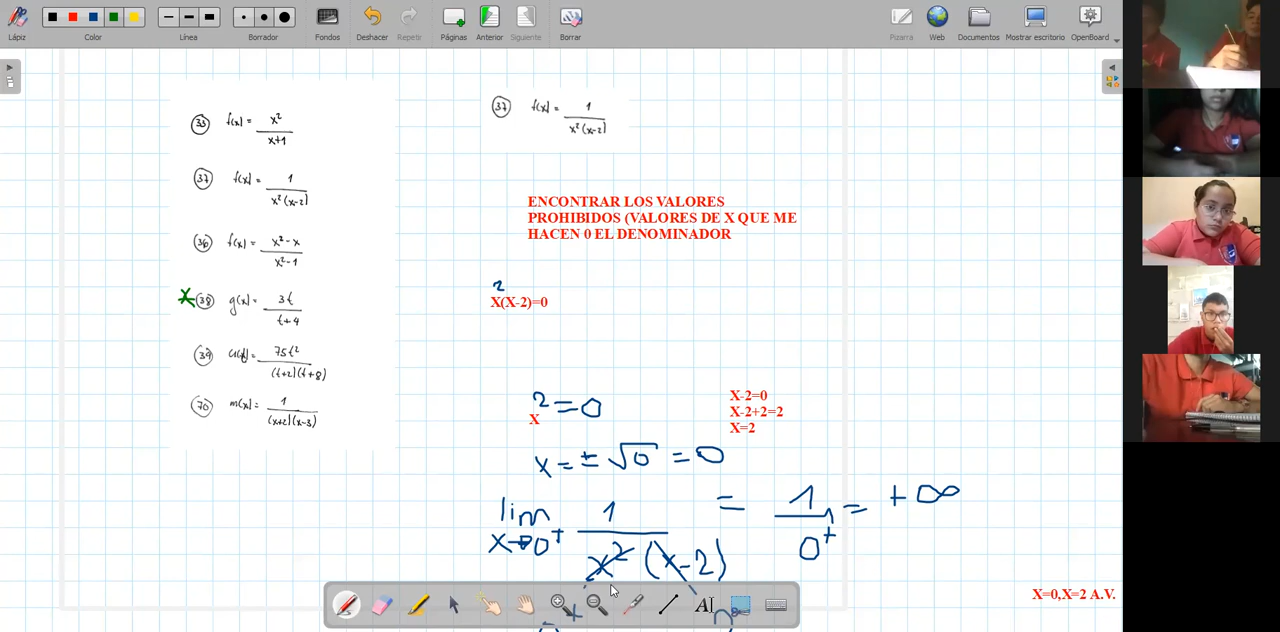 Lápiz
Color
Línea
Borrador
Fondos
Deshacer
Repetir
Páginas
Anterior
Siguiente
Borrar
Pizarra
Web
Documentos
Mostrar escritorio
OpenBoard
35 f(x) = x² / x+1
37 f(x) = 1 / x²(x-2)
36 f(x) = x²-x / x²-1
X 38 g(x) = 3t / t+4
39 u(t) = 75t² / (t+2)(t+8)
70 m(x) = 1 / (x+2)(x-3)
37 f(x) = 1 / x²(x-2)
ENCONTRAR LOS VALORES
PROHIBIDOS (VALORES DE X QUE ME
HACEN 0 EL DENOMINADOR
X²(X-2)=0
X² = 0
x = ± √0 = 0
X-2=0
X-2+2=2
X=2
lim x→0⁺ 1 / x²(x-2) = 1 / 0⁺ = +∞
X=0,X=2 A.V.